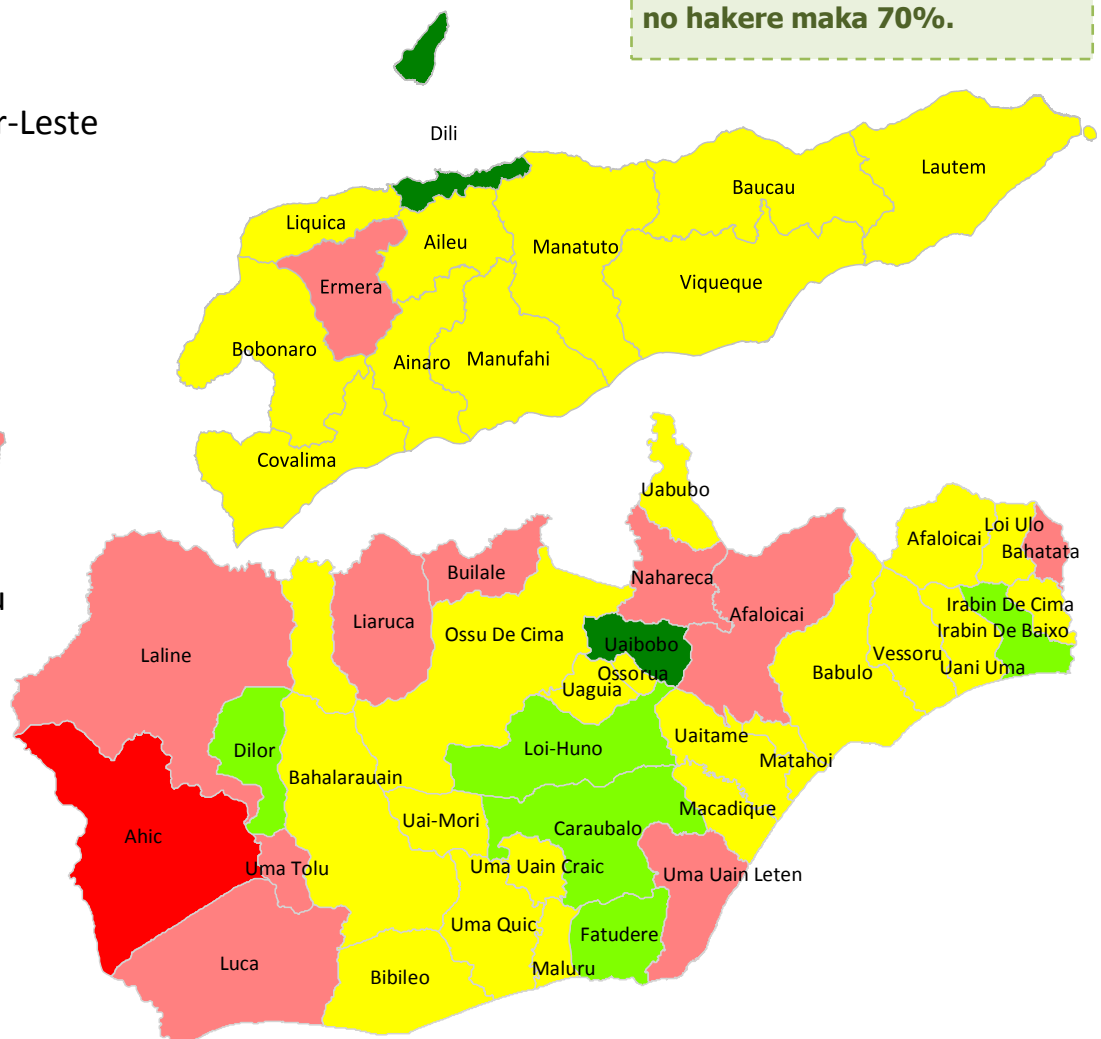 no hakere maka 70%.
r-Leste
Dili
Lautem
Baucau
Liquica
Aileu
Manatuto
Viqueque
Ermera
Bobonaro
Ainaro
Manufahi
Covalima
Uabubo
Loi Ulo
Afaloicai
Bahatata
Builale
Nahareca
u
Irabin De Cima
Afaloicai
Liaruca
Ossu De Cima
Irabin De Baixo
Uaibobo
Laline
Vessoru
Uani Uma
Ossorua
Babulo
Uaguia
Uaitame
Dilor
Loi-Huno
Matahoi
Bahalarauain
Macadique
Uai-Mori
Caraubalo
Ahic
Uma Tolu
Uma Uain Craic
Uma Uain Leten
Uma Quic
Fatudere
Luca
Maluru
Bibileo